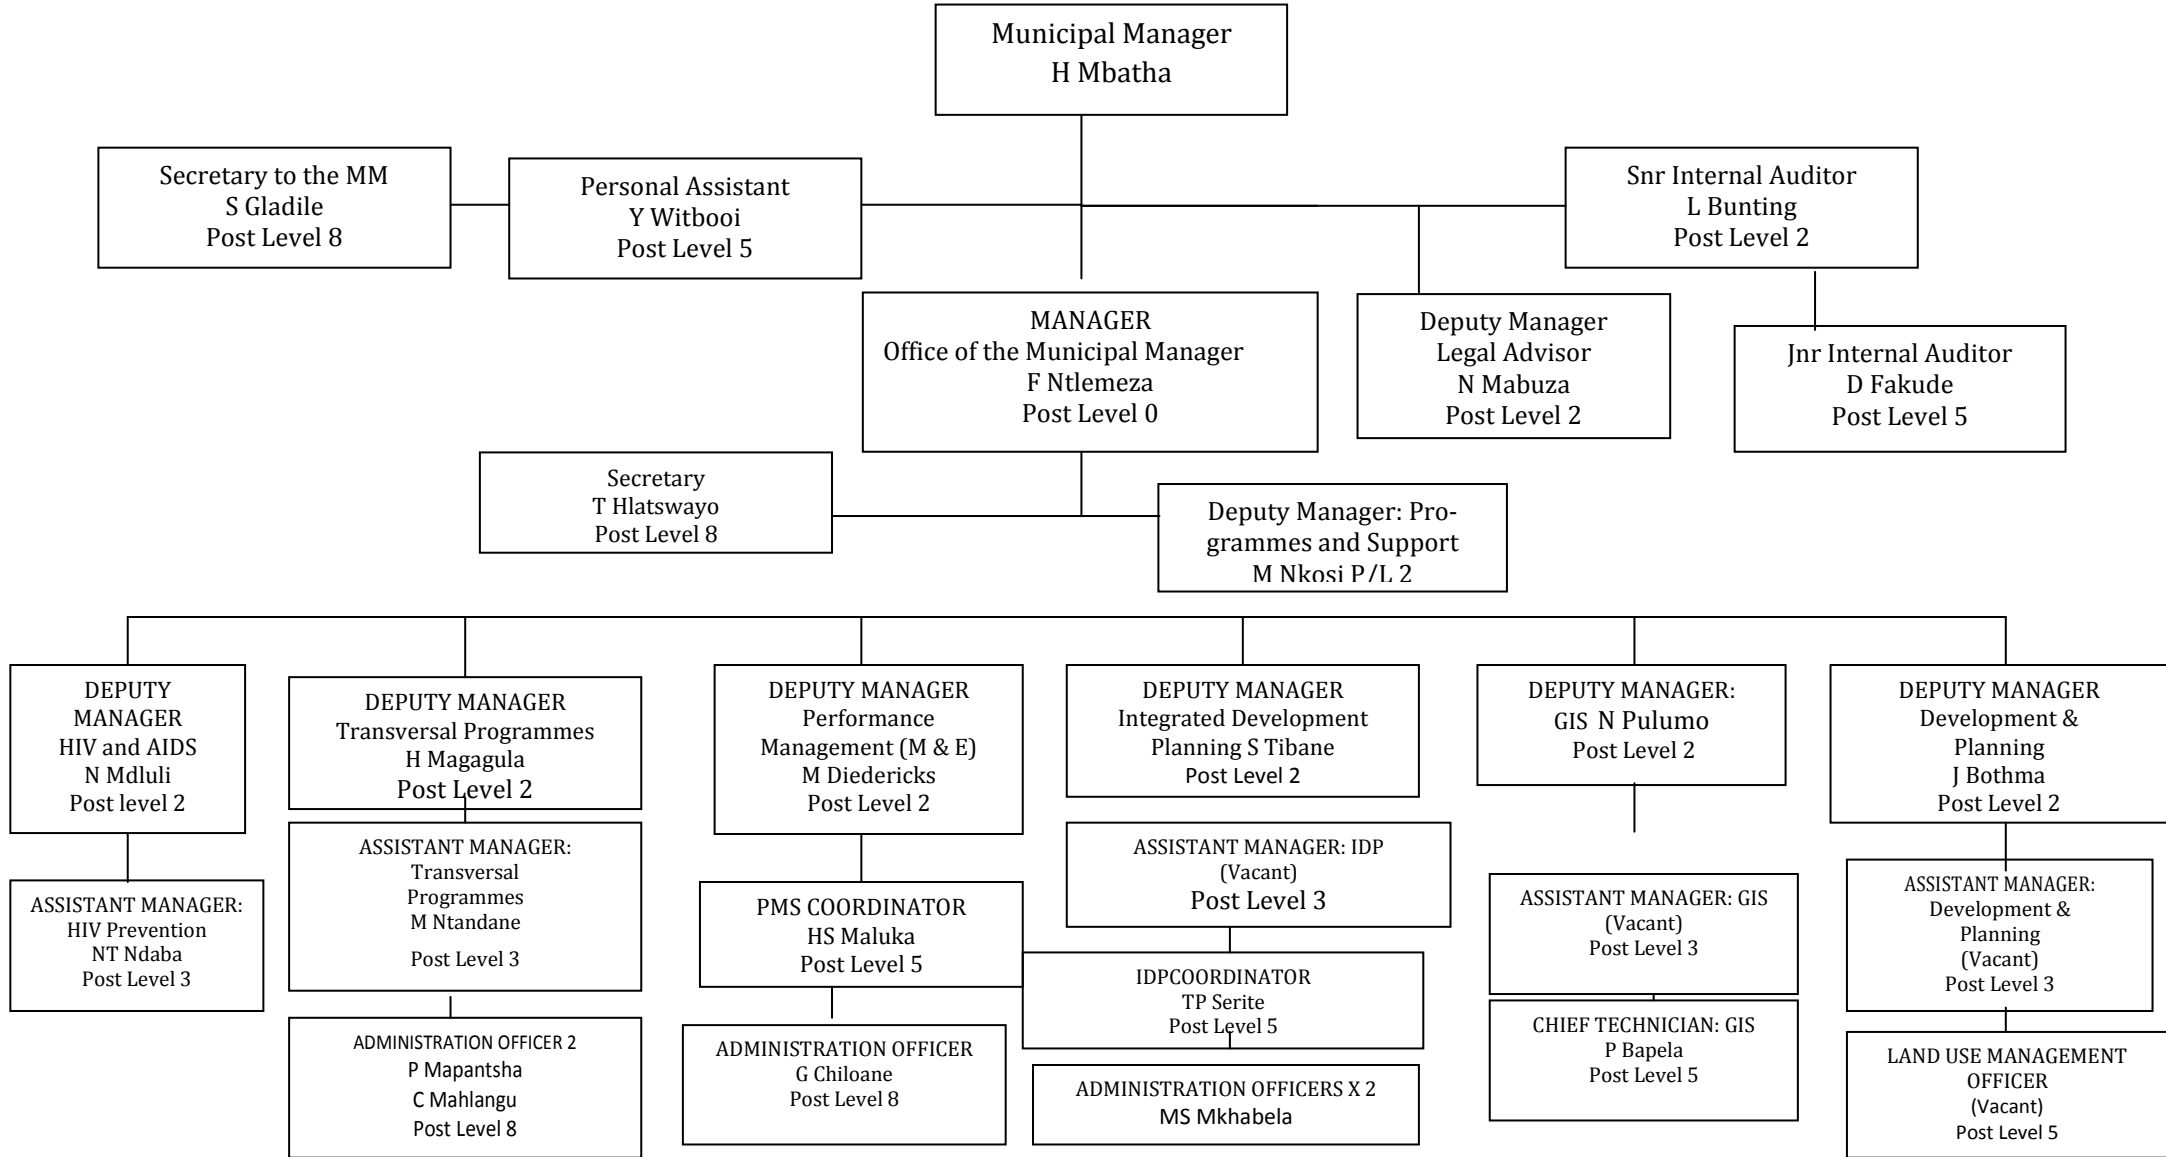 Municipal Manager
H Mbatha
Secretary to the MM
S Gladile
Post Level 8
Personal Assistant
Y Witbooi
Post Level 5
Snr Internal Auditor
L Bunting
Post Level 2
MANAGER
Office of the Municipal Manager
F Ntlemeza
Post Level 0
Deputy Manager
Legal Advisor
N Mabuza
Post Level 2
Jnr Internal Auditor
D Fakude
Post Level 5
Secretary
T Hlatswayo
Post Level 8
Deputy Manager: Pro-
grammes and Support
M Nkosi P/L 2
DEPUTY
MANAGER
HIV and AIDS
N Mdluli
Post level 2
DEPUTY MANAGER
Transversal Programmes
H Magagula
Post Level 2
DEPUTY MANAGER
Performance
Management (M & E)
M Diedericks
Post Level 2
DEPUTY MANAGER
Integrated Development
Planning S Tibane
Post Level 2
DEPUTY MANAGER:
GIS N Pulumo
Post Level 2
DEPUTY MANAGER
Development &
Planning
J Bothma
Post Level 2
ASSISTANT MANAGER:
HIV Prevention
NT Ndaba
Post Level 3
ASSISTANT MANAGER:
Transversal
Programmes
M Ntandane
Post Level 3
PMS COORDINATOR
HS Maluka
Post Level 5
ASSISTANT MANAGER: IDP
(Vacant)
Post Level 3
ASSISTANT MANAGER: GIS
(Vacant)
Post Level 3
ASSISTANT MANAGER:
Development &
Planning
(Vacant)
Post Level 3
ADMINISTRATION OFFICER 2
P Mapantsha
C Mahlangu
Post Level 8
ADMINISTRATION OFFICER
G Chiloane
Post Level 8
IDPCOORDINATOR
TP Serite
Post Level 5
ADMINISTRATION OFFICERS X 2
MS Mkhabela
CHIEF TECHNICIAN: GIS
P Bapela
Post Level 5
LAND USE MANAGEMENT
OFFICER
(Vacant)
Post Level 5